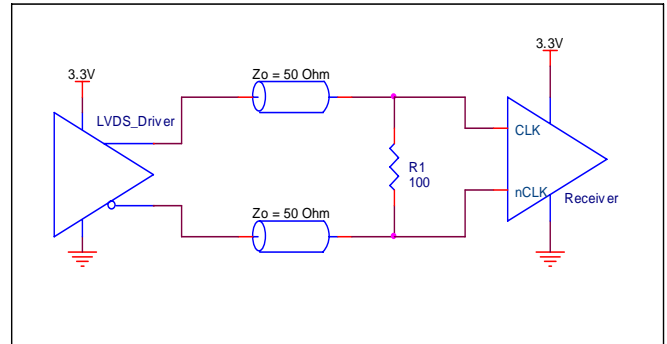 3.3V
3.3V
Zo = 50 Ohm
LVDS_Driver
CLK
R1
100
nCLK
Receiver
Zo = 50 Ohm